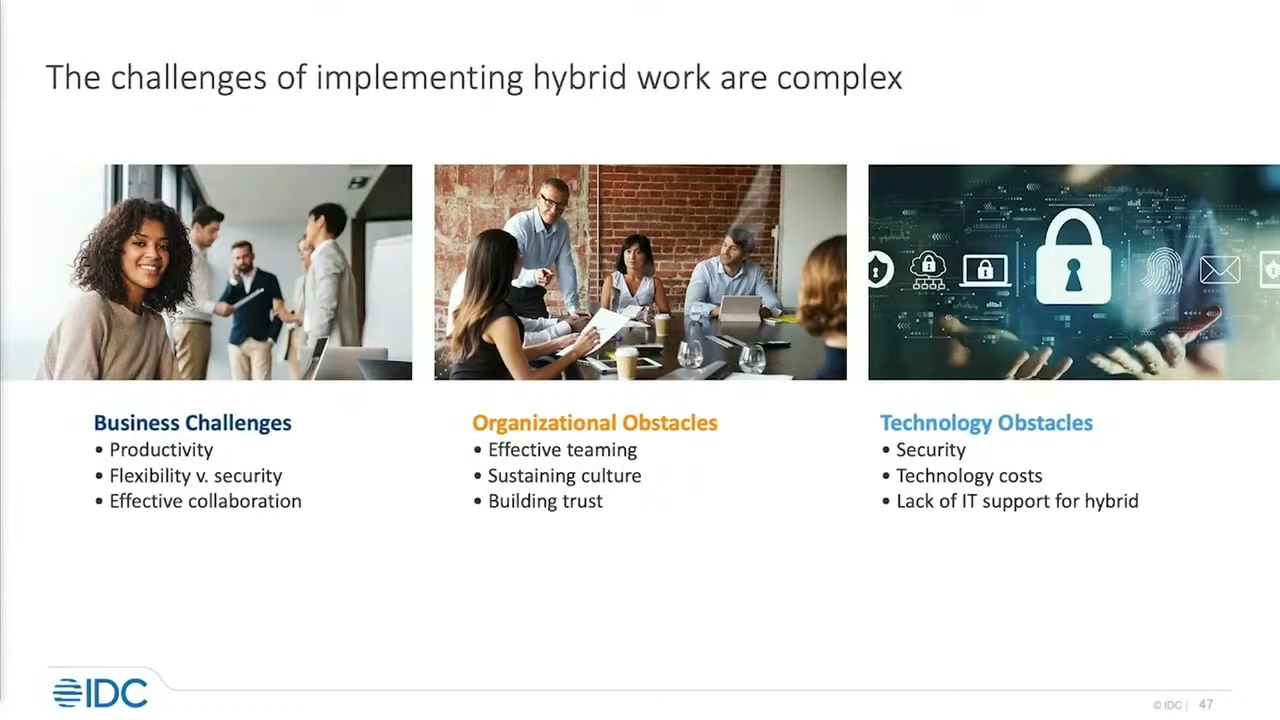 The challenges of implementing hybrid work are complex
Business Challenges
• Productivity
• Flexibility v. security
• Effective collaboration
Organizational Obstacles
• Effective teaming
• Sustaining culture
• Building trust
Technology Obstacles
• Security
• Technology costs
• Lack of IT support for hybrid
IDC
© IDC | 47